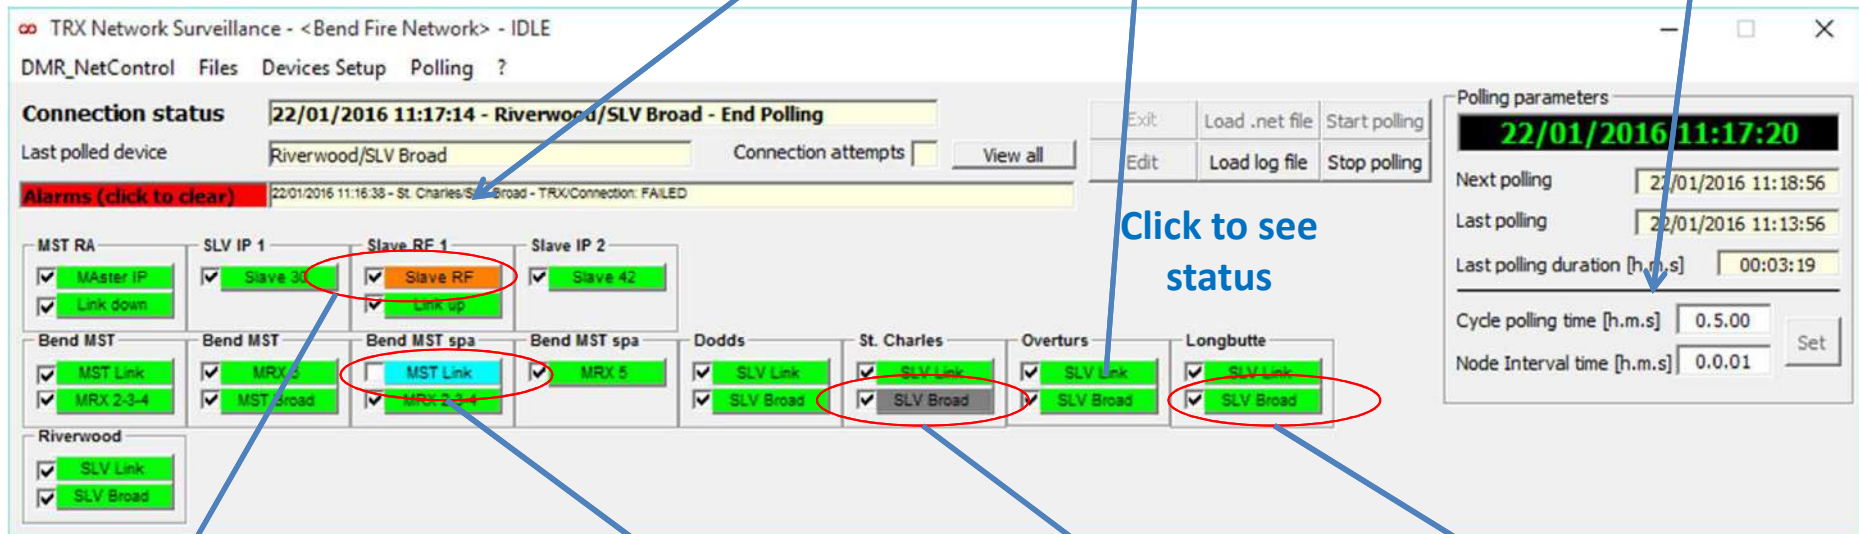 TRX Network Surveillance - <Bend Fire Network> - IDLE
DMR_NetControl Files Devices Setup Polling ?
Connection status 22/01/2016 11:17:14 - Riverwood/SLV Broad - End Polling
Last polled device Riverwood/SLV Broad Connection attempts View all
Alarms (click to clear) 22/01/2016 11:16:38 - St. Charles/SLV Broad - TRX/Connection: FAILED
Exit Load .net file Start polling
Edit Load log file Stop polling
Polling parameters
22/01/2016 11:17:20
Next polling 22/01/2016 11:18:56
Last polling 22/01/2016 11:13:56
Last polling duration [h.m.s] 00:03:19
Cycle polling time [h.m.s] 0.5.00
Node Interval time [h.m.s] 0.0.01
Set
Click to see
status
MST RA SLV IP 1 Slave RF 1 Slave IP 2
MAster IP Slave 30 Slave RF Slave 42
Link down Link up
Bend MST Bend MST Bend MST spa Bend MST spa Dodds St. Charles Overturs Longbutte
MST Link MRX 5 MST Link MRX 5 SLV Link SLV Link SLV Link SLV Link
MRX 2-3-4 MST Broad MRX 2-3-4 SLV Broad SLV Broad SLV Broad SLV Broad
Riverwood
SLV Link
SLV Broad